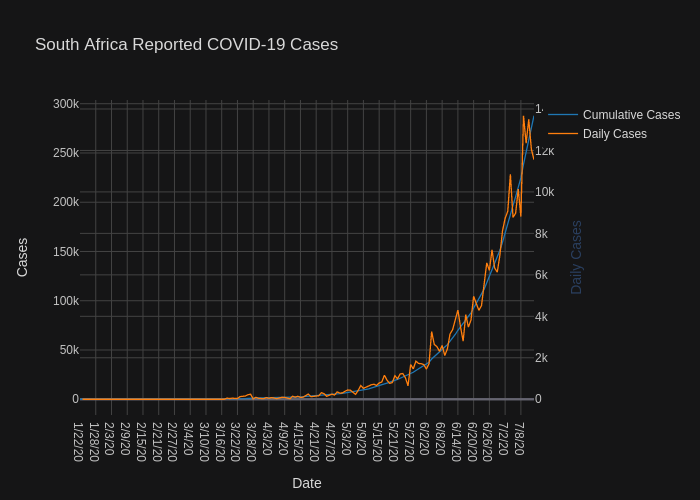 South Africa Reported COVID-19 Cases
300k
250k
200k
150k
100k
50k
0
Cases
12k
10k
8k
6k
4k
2k
0
Daily Cases
Cumulative Cases
Daily Cases
1/22/20
1/28/20
2/3/20
2/9/20
2/15/20
2/21/20
2/27/20
3/4/20
3/10/20
3/16/20
3/22/20
3/28/20
4/3/20
4/9/20
4/15/20
4/21/20
4/27/20
5/3/20
5/9/20
5/15/20
5/21/20
5/27/20
6/2/20
6/8/20
6/14/20
6/20/20
6/26/20
7/2/20
7/8/20
Date